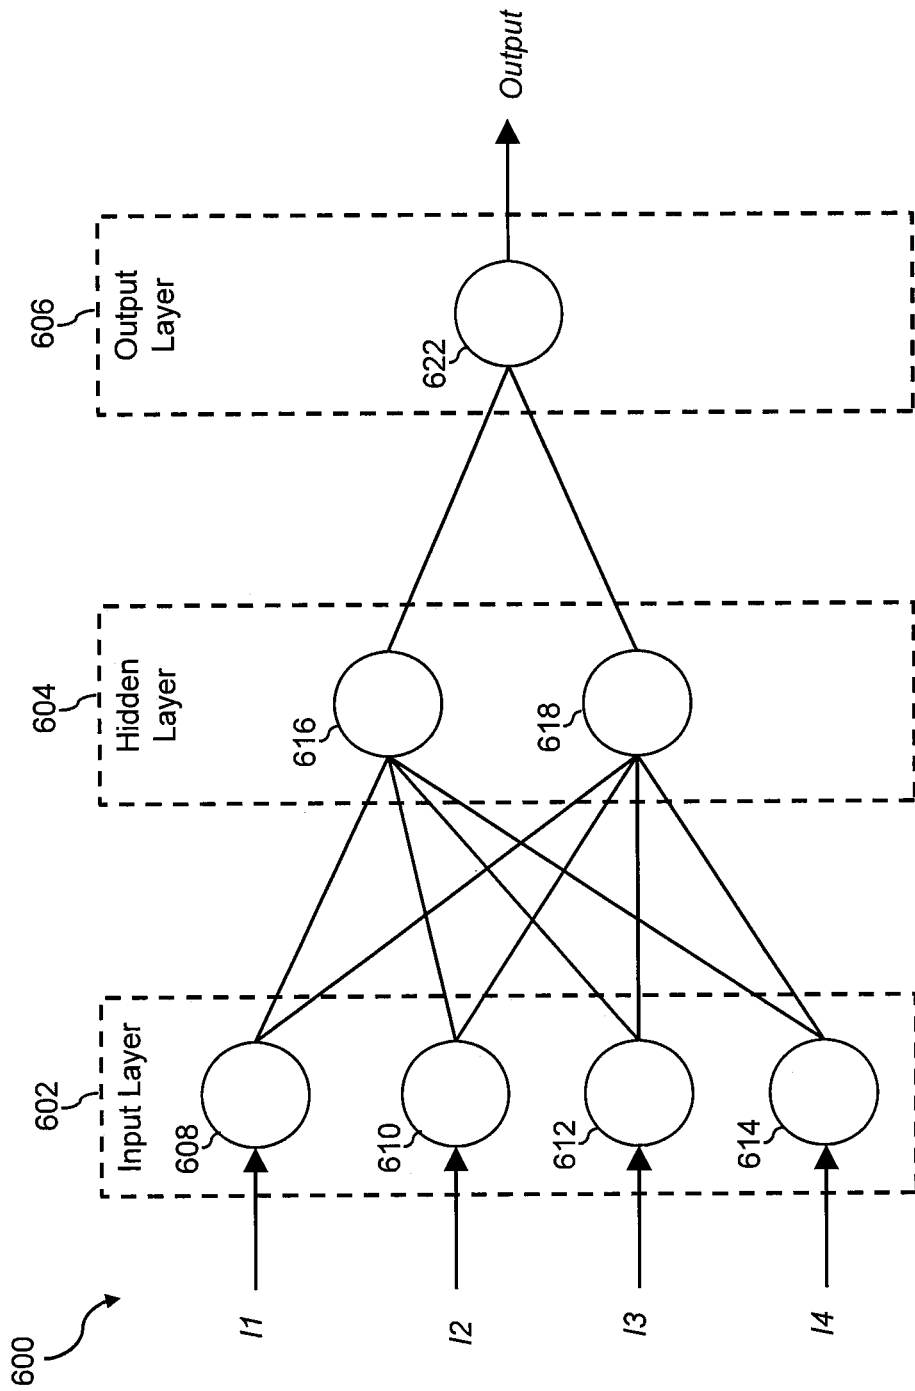 600
602
Input Layer
604
Hidden
Layer
606
Output
Layer
I1
608
I2
610
I3
612
I4
614
616
618
622
Output